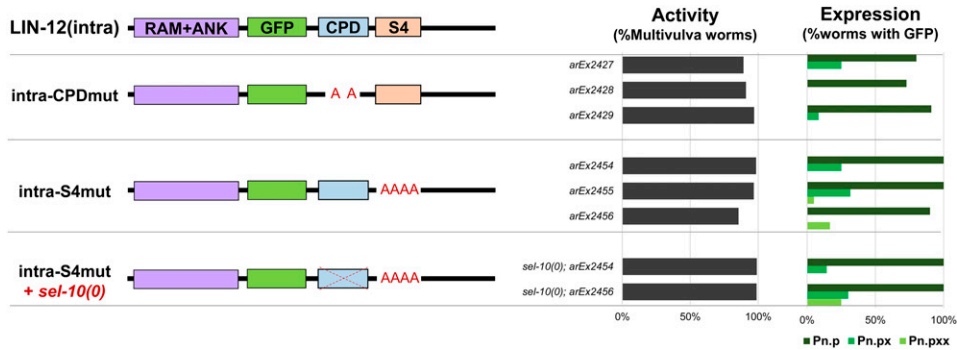 LIN-12(intra)
RAM+ANK GFP CPD S4
Activity
(%Multivulva worms)
Expression
(%worms with GFP)
intra-CPDmut
A A
arEx2427
arEx2428
arEx2429
intra-S4mut
AAAA
arEx2454
arEx2455
arEx2456
intra-S4mut
+ sel-10(0)
AAAA
sel-10(0); arEx2454
sel-10(0); arEx2456
0% 50% 100%
0% 50% 100%
Pn.p Pn.px Pn.pxx